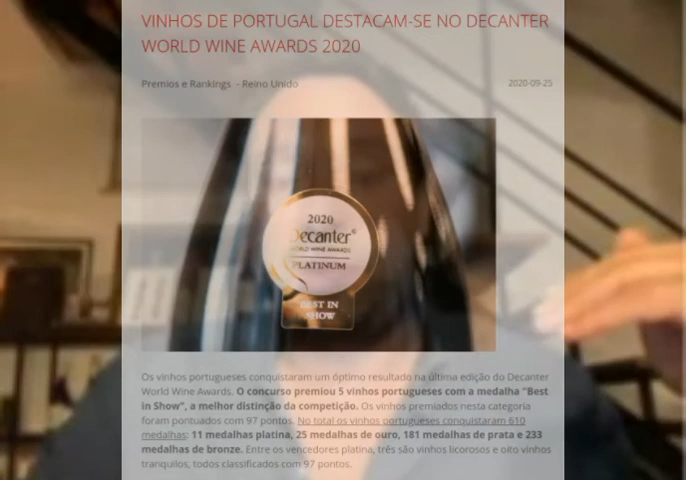 VINHOS DE PORTUGAL DESTACAM-SE NO DECANTER
WORLD WINE AWARDS 2020
Premios e Rankings - Reino Unido 2020-09-25
2020
Decanter
WORLD WINE AWARDS
PLATINUM
BEST IN
SHOW
Os vinhos portugueses conquistaram um óptimo resultado na última edição do Decanter
World Wine Awards. O concurso premiou 5 vinhos portugueses com a medalha "Best
in Show", a melhor distinção da competição. Os vinhos premiados nesta categoria
foram pontuados com 97 pontos. No total os vinhos portugueses conquistaram 610
medalhas: 11 medalhas platina, 25 medalhas de ouro, 181 medalhas de prata e 233
medalhas de bronze. Entre os vencedores platina, três são vinhos licorosos e oito vinhos
tranquilos, todos classificados com 97 pontos.